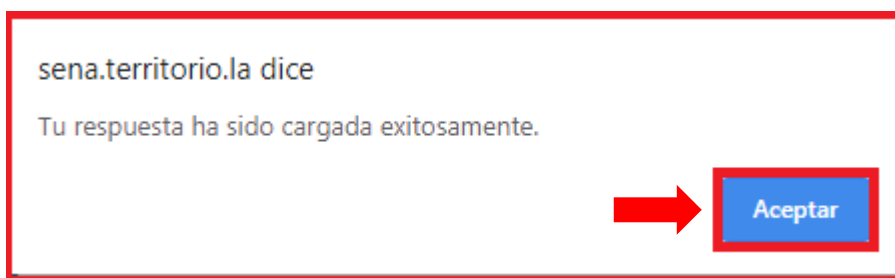 sena.territorio.la dice
Tu respuesta ha sido cargada exitosamente.
Aceptar